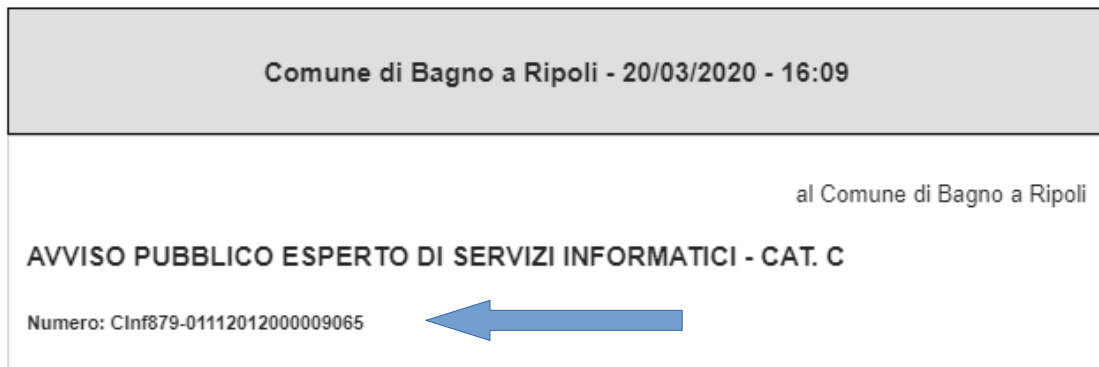 Comune di Bagno a Ripoli - 20/03/2020 - 16:09
al Comune di Bagno a Ripoli
AVVISO PUBBLICO ESPERTO DI SERVIZI INFORMATICI - CAT. C
Numero: CInf879-01112012000009065